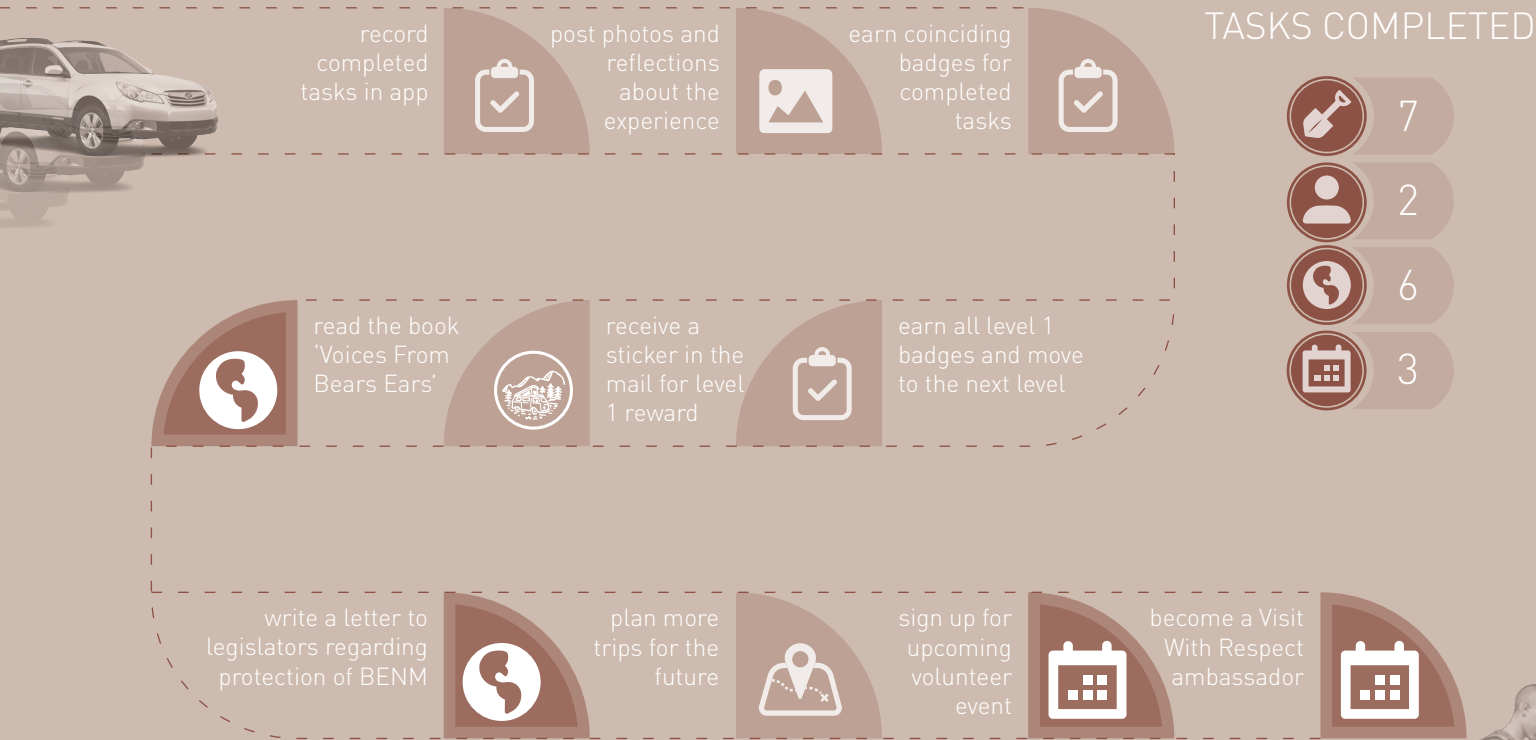 TASKS COMPLETED
record
completed
tasks in app
post photos and
reflections
about the
experience
earn coinciding
badges for
completed
tasks
7
2
6
3
read the book
‘Voices From
Bears Ears’
receive a
sticker in the
mail for level
1 reward
earn all level 1
badges and move
to the next level
write a letter to
legislators regarding
protection of BENM
plan more
trips for the
future
sign up for
upcoming
volunteer
event
become a Visit
With Respect
ambassador